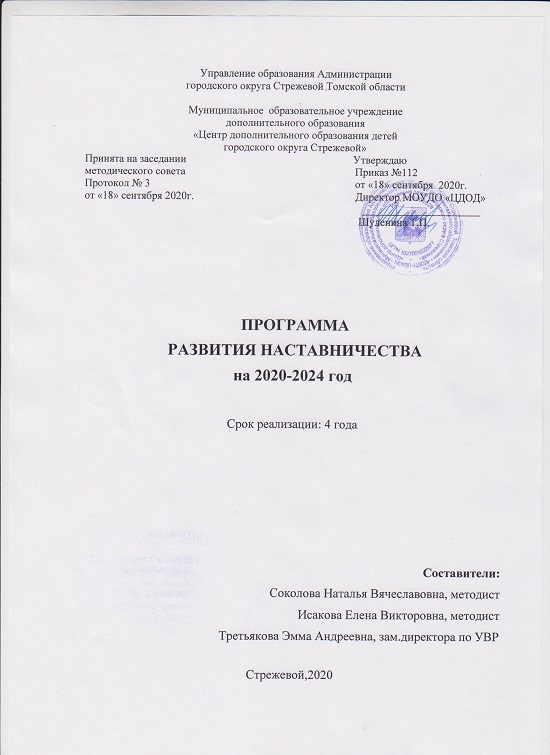 Управление образования Администрации
городского округа Стрежевой Томской области
Муниципальное образовательное учреждение
дополнительного образования
«Центр дополнительного образования детей
городского округа Стрежевой»
Принята на заседании
методического совета
Протокол № 3
от «18» сентября 2020г.
Утверждаю
Приказ №112
от «18» сентября 2020г.
Директор МОУДО «ЦДОД»
Шуденина Т.П.
ПРОГРАММА
РАЗВИТИЯ НАСТАВНИЧЕСТВА
на 2020-2024 год
Срок реализации: 4 года
Составители:
Соколова Наталья Вячеславовна, методист
Исакова Елена Викторовна, методист
Третьякова Эмма Андреевна, зам.директора по УВР
Стрежевой,2020